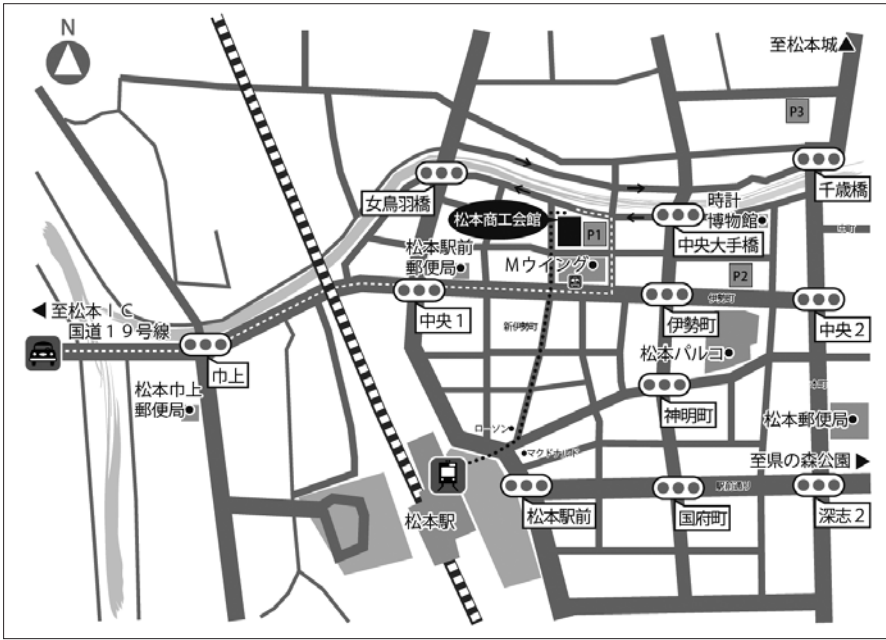 N
至松本城▲
P3
千歳橋
女鳥羽橋
時計
博物館
松本商工会館
P1
中央大手橋
松本駅前
郵便局
Mウイング
P2
◀至松本IC
国道19号線
中央1
新伊勢町
伊勢町
伊勢町
中央2
巾上
松本パルコ
松本巾上
郵便局
神明町
本町
松本郵便局
ローソン
マクドナルド
至県の森公園▶
松本駅
松本駅前
国府町
駅前通り
深志2